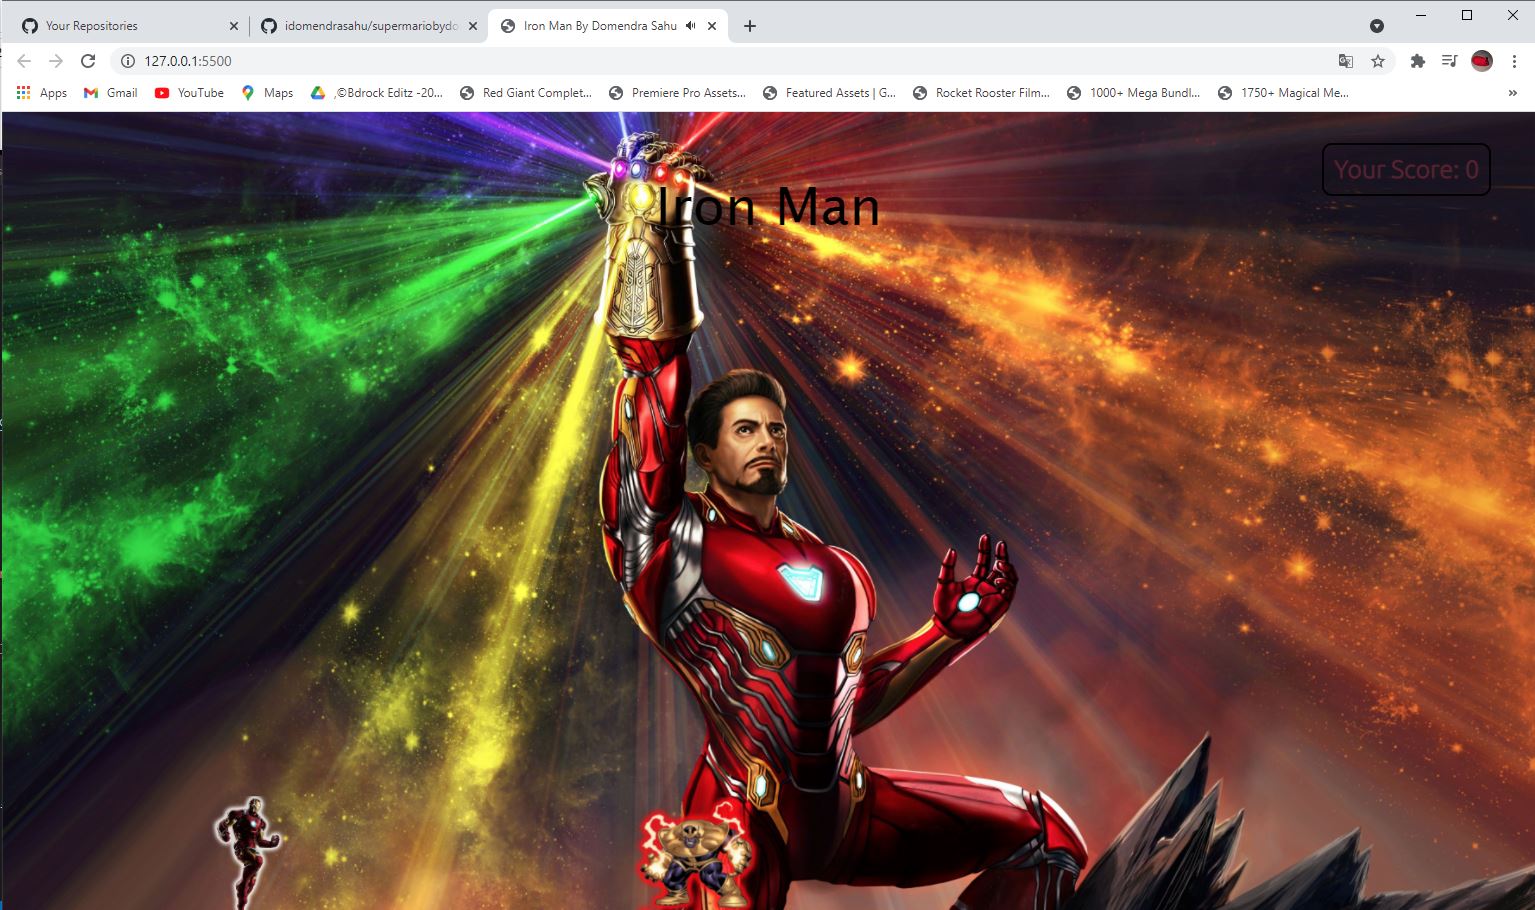 Your Repositories
idomendrasahu/supermariobydo
Iron Man By Domendra Sahu
127.0.0.1:5500
Apps
Gmail
YouTube
Maps
,©Bdrock Editz -20...
Red Giant Complet...
Premiere Pro Assets...
Featured Assets | G...
Rocket Rooster Film...
1000+ Mega Bundl...
1750+ Magical Me...
»
Your Score: 0
Iron Man